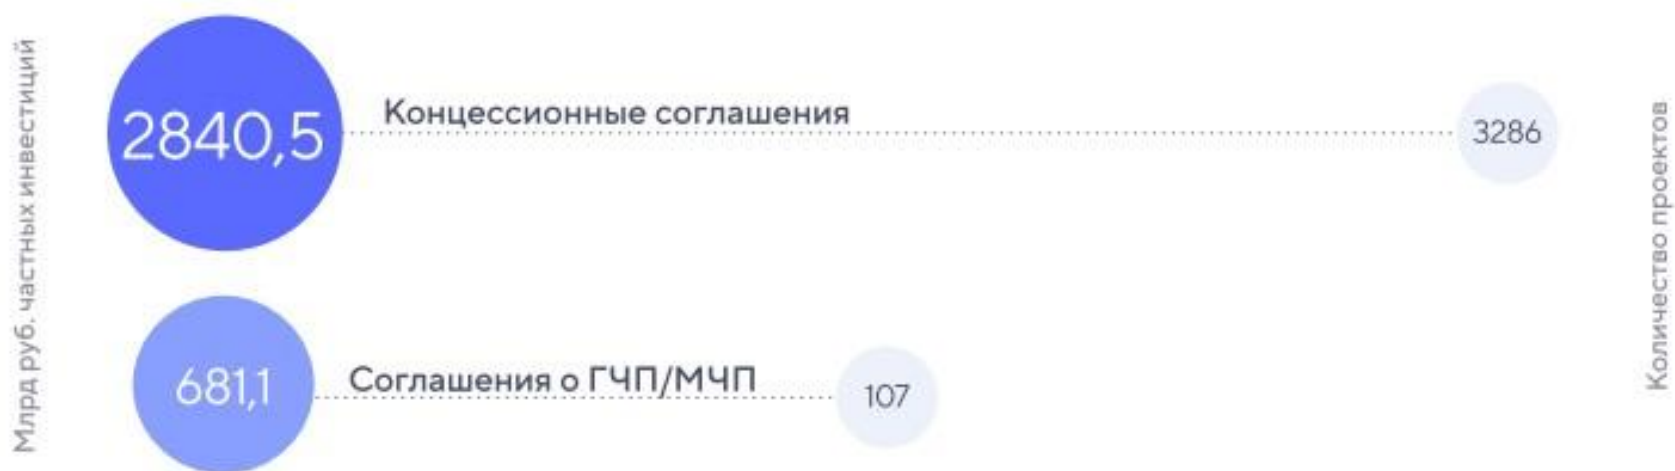 Млрд руб. частных инвестиций
2840,5
Концессионные соглашения
3286
681,1
Соглашения о ГЧП/МЧП
107
Количество проектов